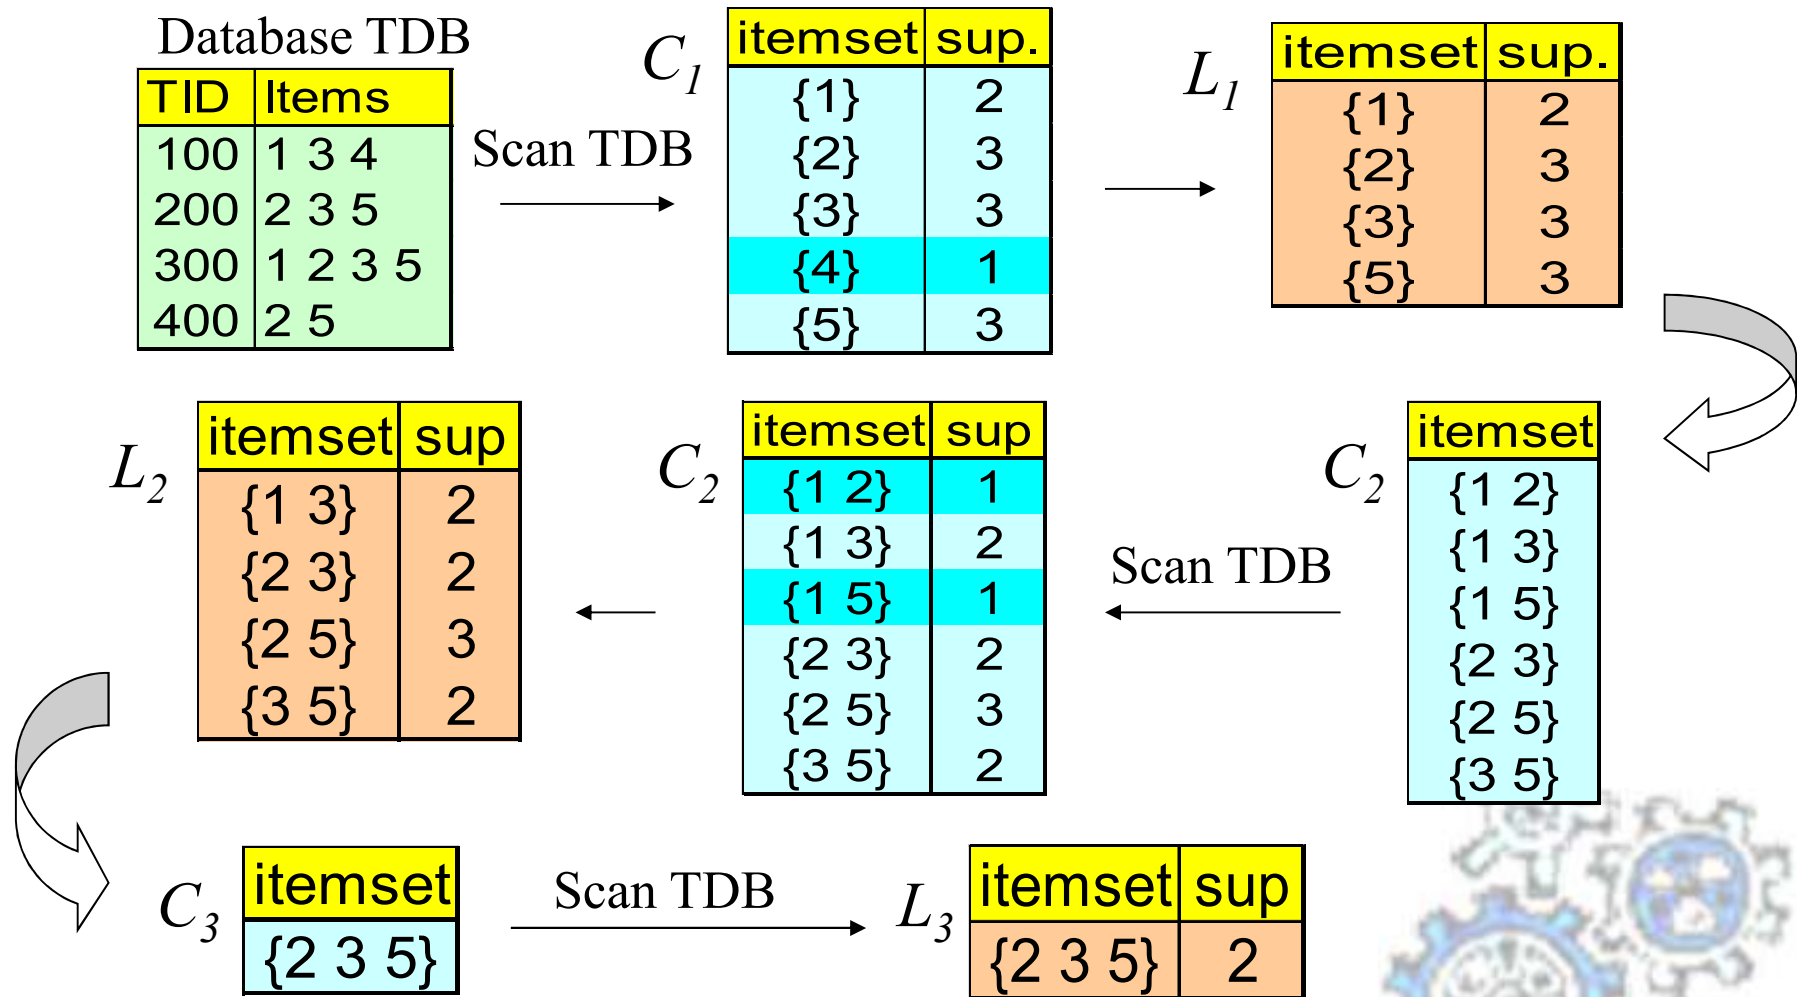 Database TDB
TID Items
100 1 3 4
200 2 3 5
300 1 2 3 5
400 2 5
Scan TDB
C1
itemset sup.
{1} 2
{2} 3
{3} 3
{4} 1
{5} 3
L1
itemset sup.
{1} 2
{2} 3
{3} 3
{5} 3
L2
itemset sup
{1 3} 2
{2 3} 2
{2 5} 3
{3 5} 2
C2
itemset sup
{1 2} 1
{1 3} 2
{1 5} 1
{2 3} 2
{2 5} 3
{3 5} 2
Scan TDB
C2
itemset
{1 2}
{1 3}
{1 5}
{2 3}
{2 5}
{3 5}
C3
itemset
{2 3 5}
Scan TDB
L3
itemset sup
{2 3 5} 2